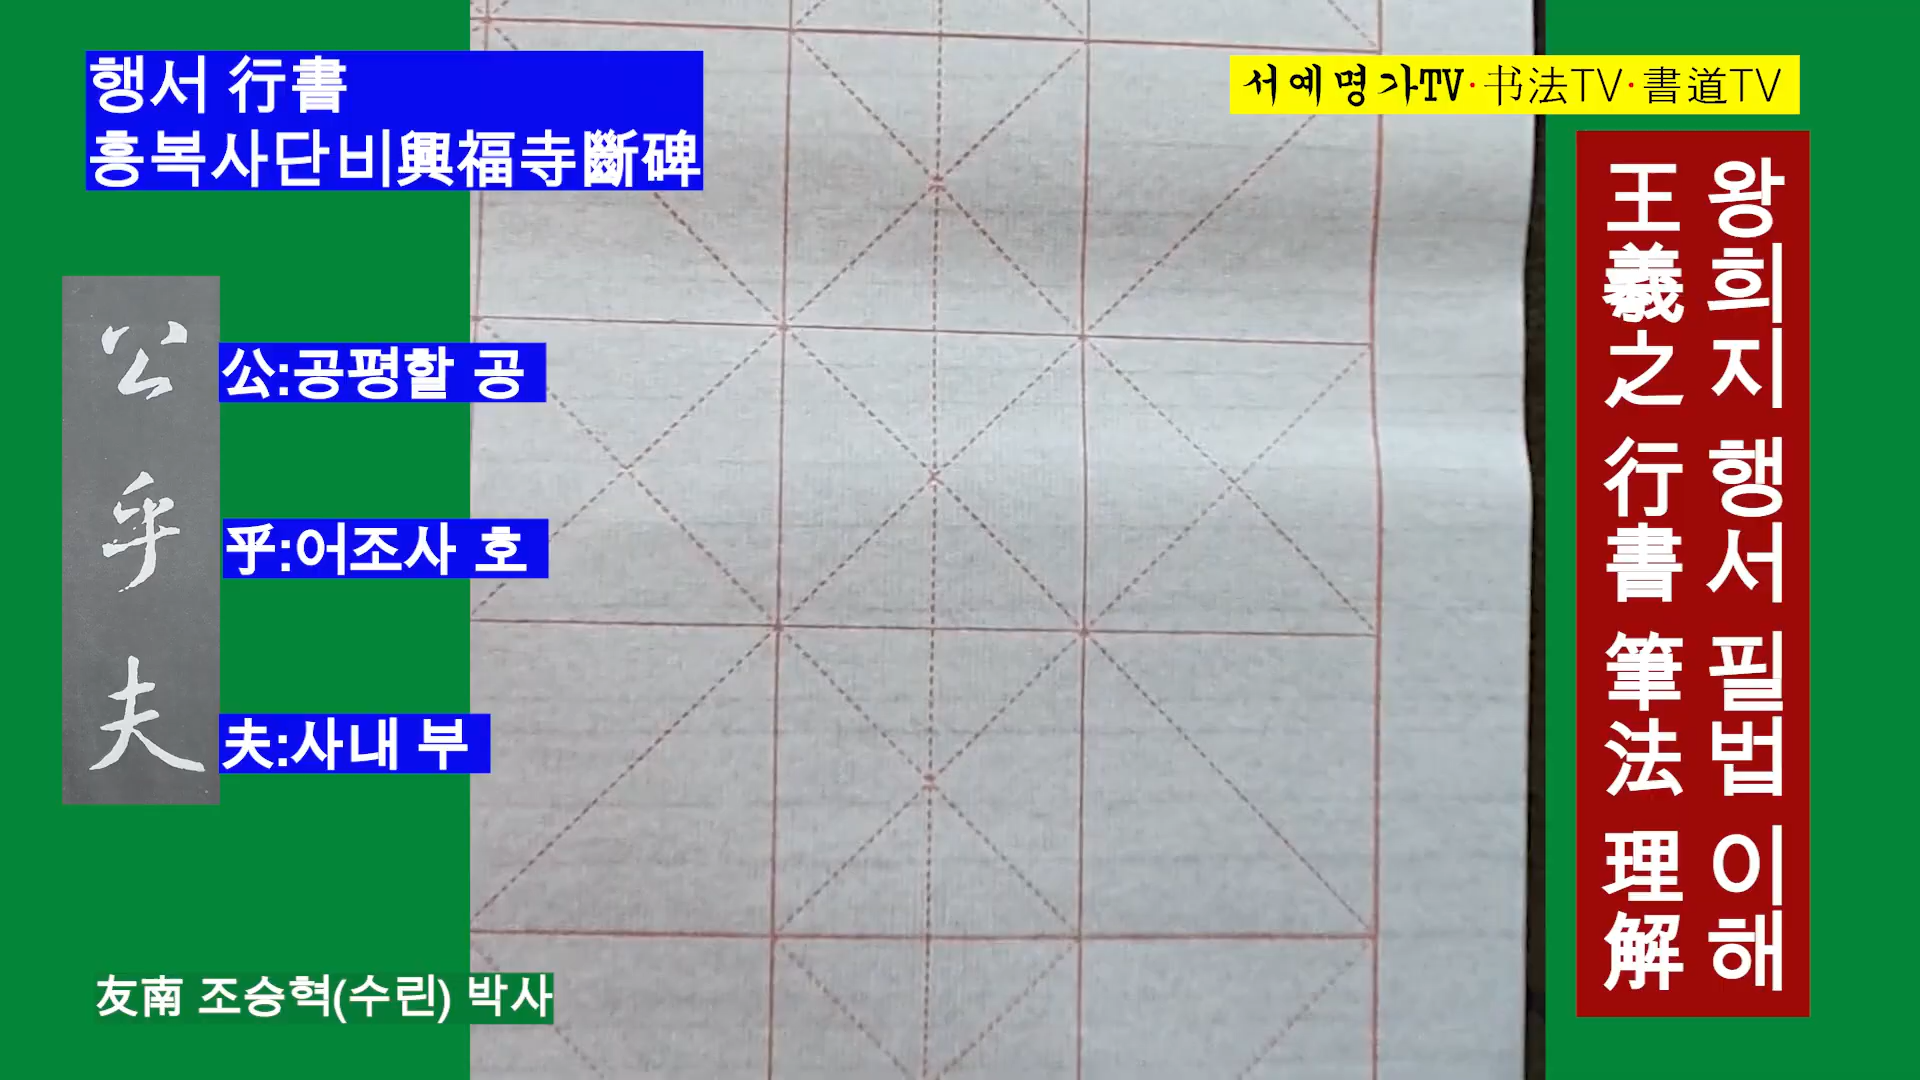 행서 行書
흥복사단비興福寺斷碑
서예명가TV·书法TV·書道TV
왕희지 행서 필법 이해
王羲之 行書 筆法 理解
公
乎
夫
公:공평할 공
乎:어조사 호
夫:사내 부
友南 조승혁(수린) 박사